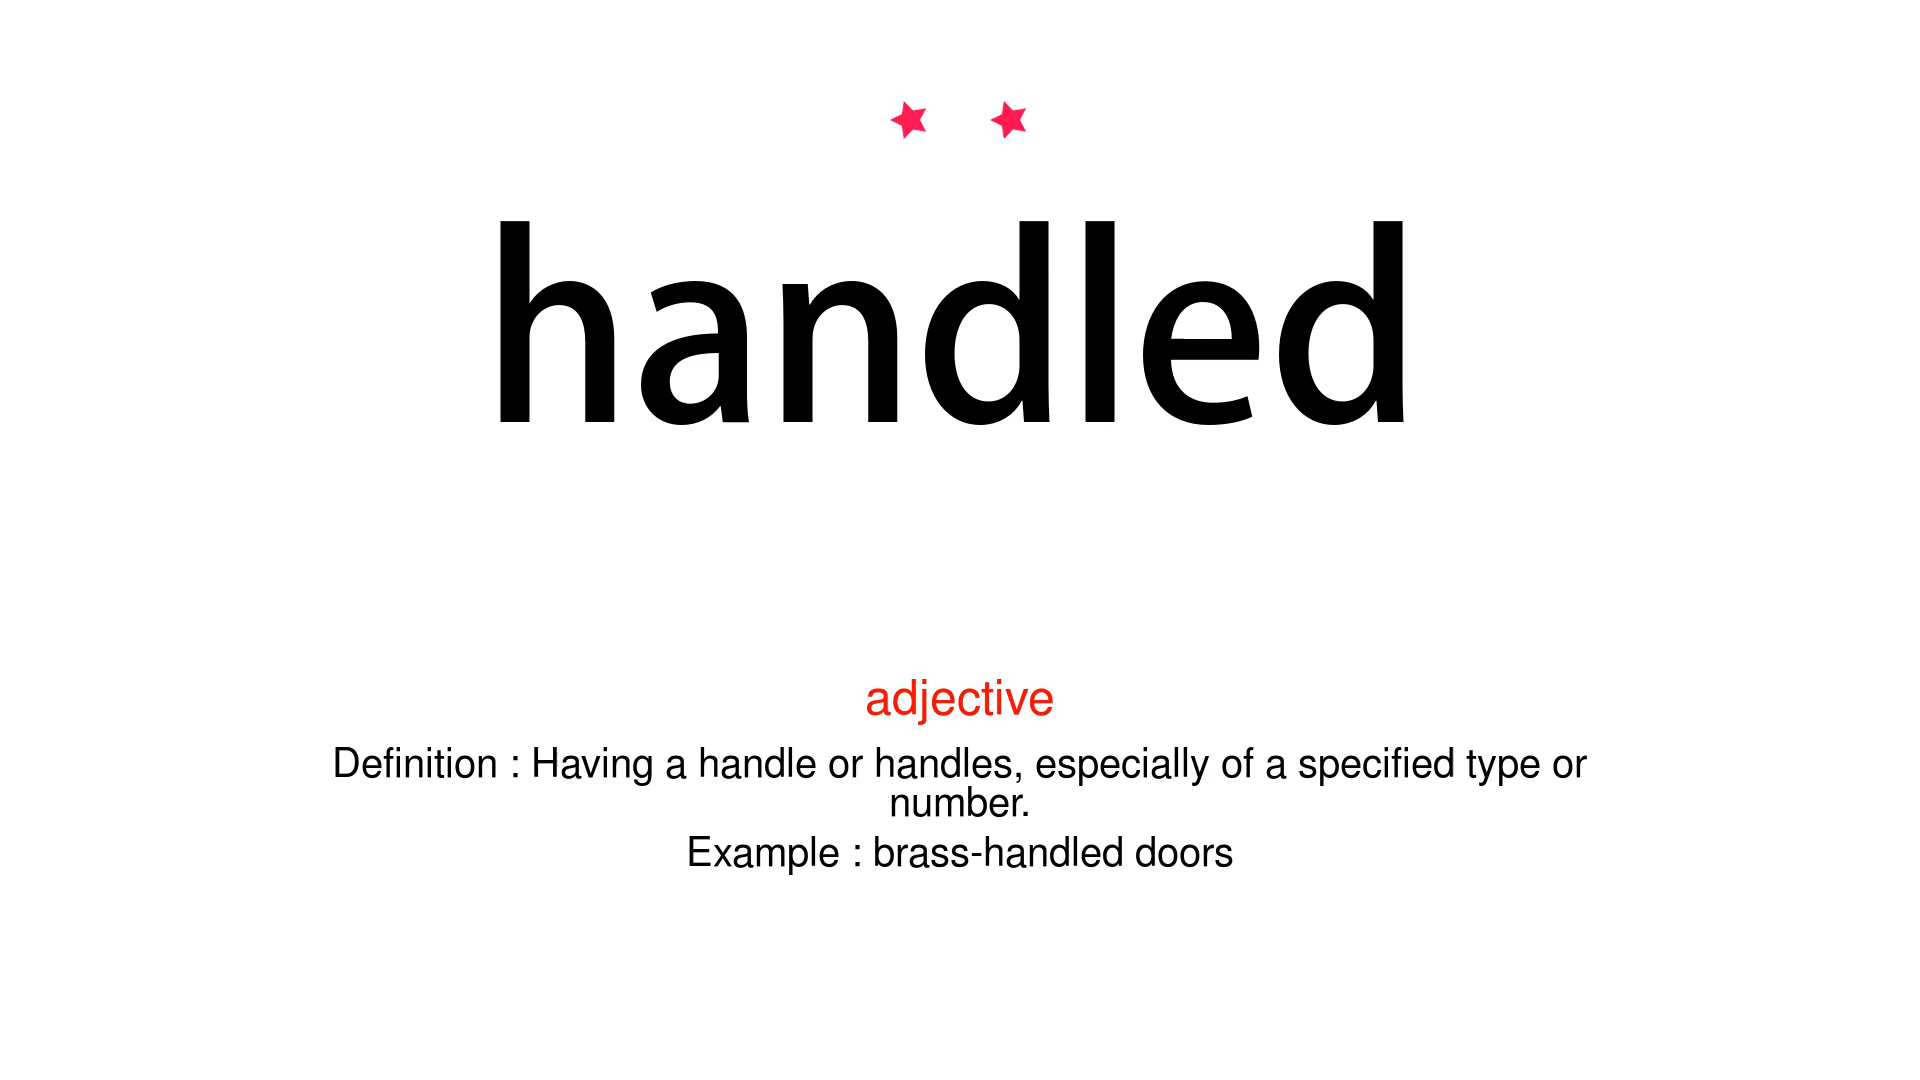 handled
adjective
Definition : Having a handle or handles, especially of a specified type or
number.
Example : brass-handled doors